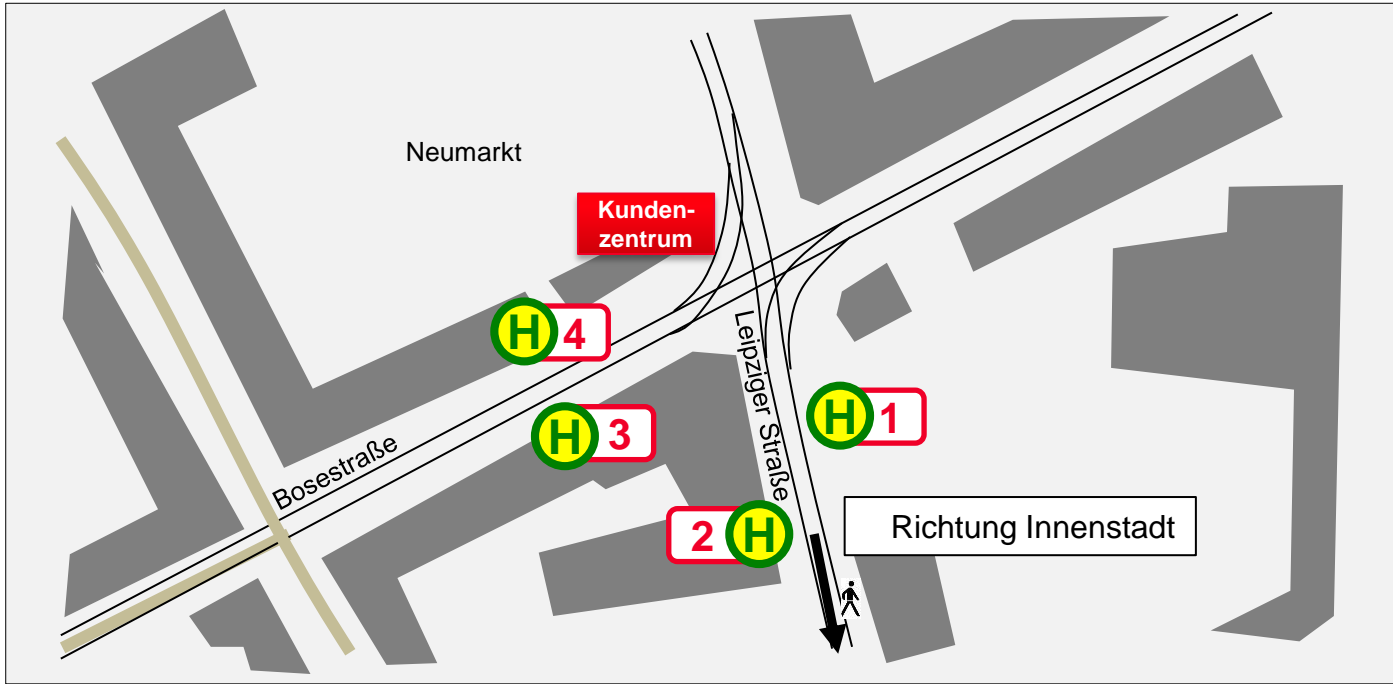 Neumarkt
Kunden-
zentrum
H 4
H 3
Bosestraße
Leipziger Straße
H 1
2 H
Richtung Innenstadt